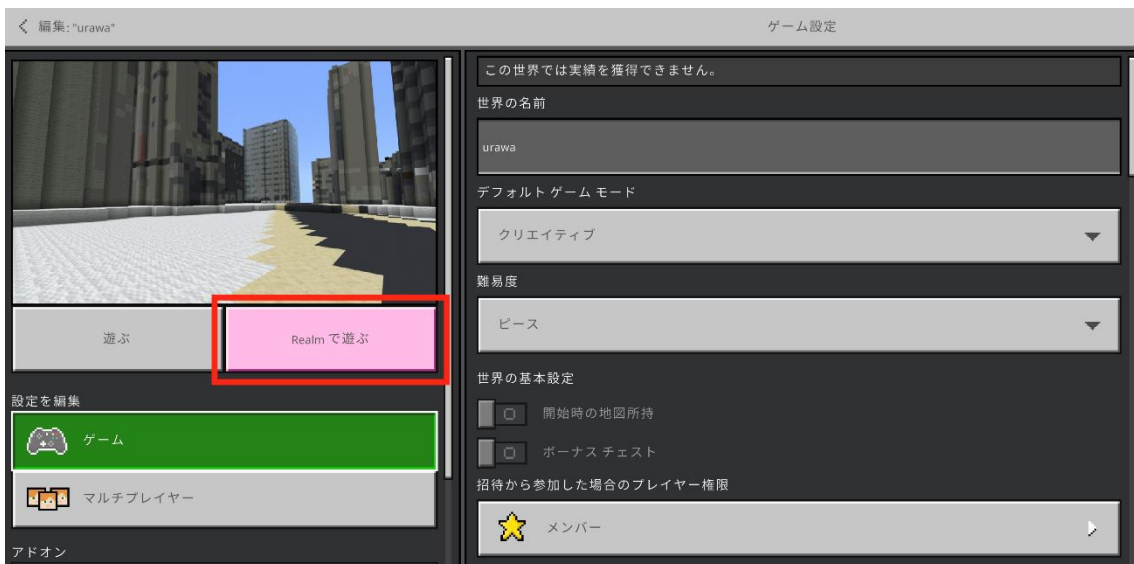 編集: "urawa"
ゲーム設定
遊ぶ
Realm で遊ぶ
設定を編集
ゲーム
マルチプレイヤー
アドオン
この世界では実績を獲得できません。
世界の名前
urawa
デフォルト ゲーム モード
クリエイティブ
難易度
ピース
世界の基本設定
開始時の地図所持
ボーナス チェスト
招待から参加した場合のプレイヤー権限
メンバー